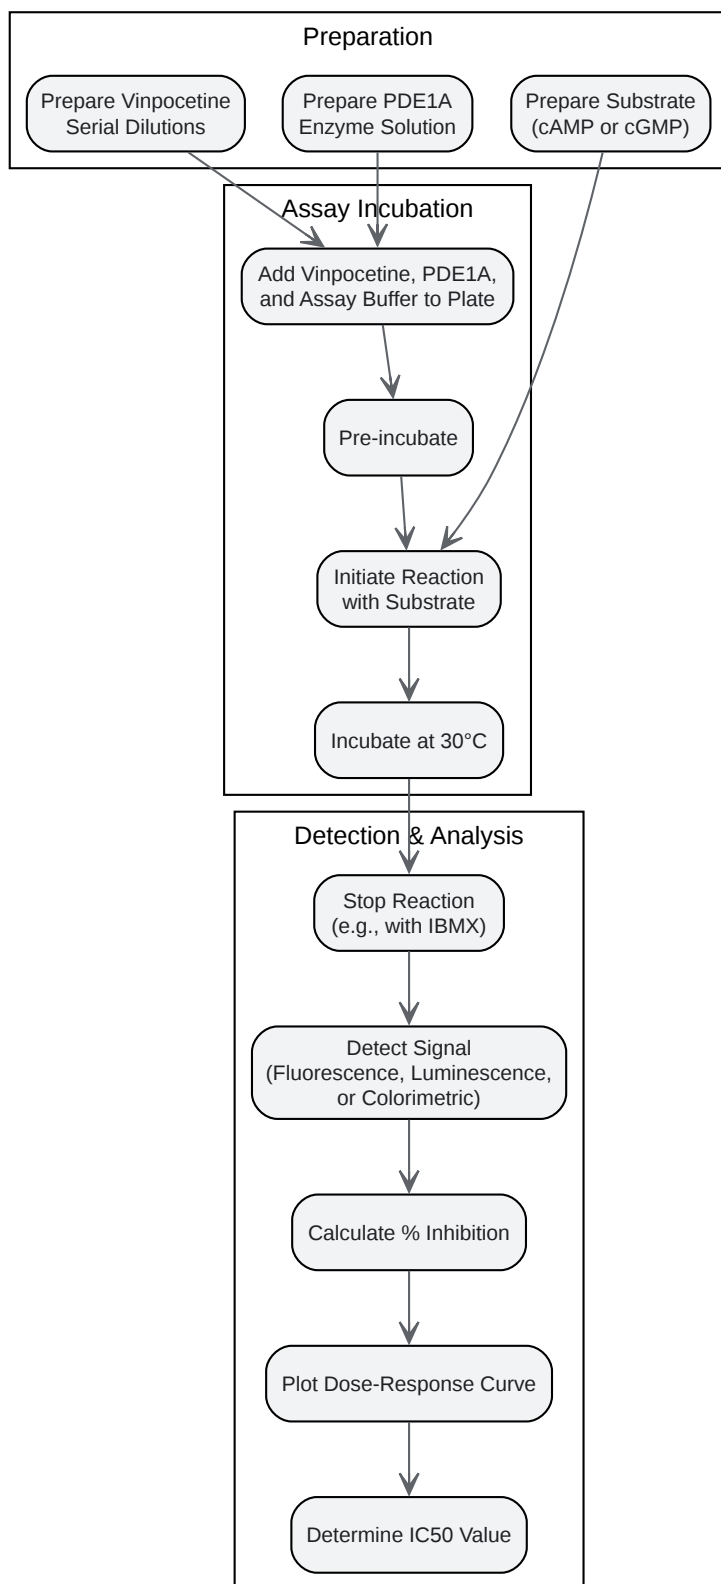 Preparation
Prepare Vinpocetine
Serial Dilutions
Prepare PDE1A
Enzyme Solution
Prepare Substrate
(cAMP or cGMP)
Assay Incubation
Add Vinpocetine, PDE1A,
and Assay Buffer to Plate
Pre-incubate
Initiate Reaction
with Substrate
Incubate at 30°C
Detection & Analysis
Stop Reaction
(e.g., with IBMX)
Detect Signal
(Fluorescence, Luminescence,
or Colorimetric)
Calculate % Inhibition
Plot Dose-Response Curve
Determine IC50 Value